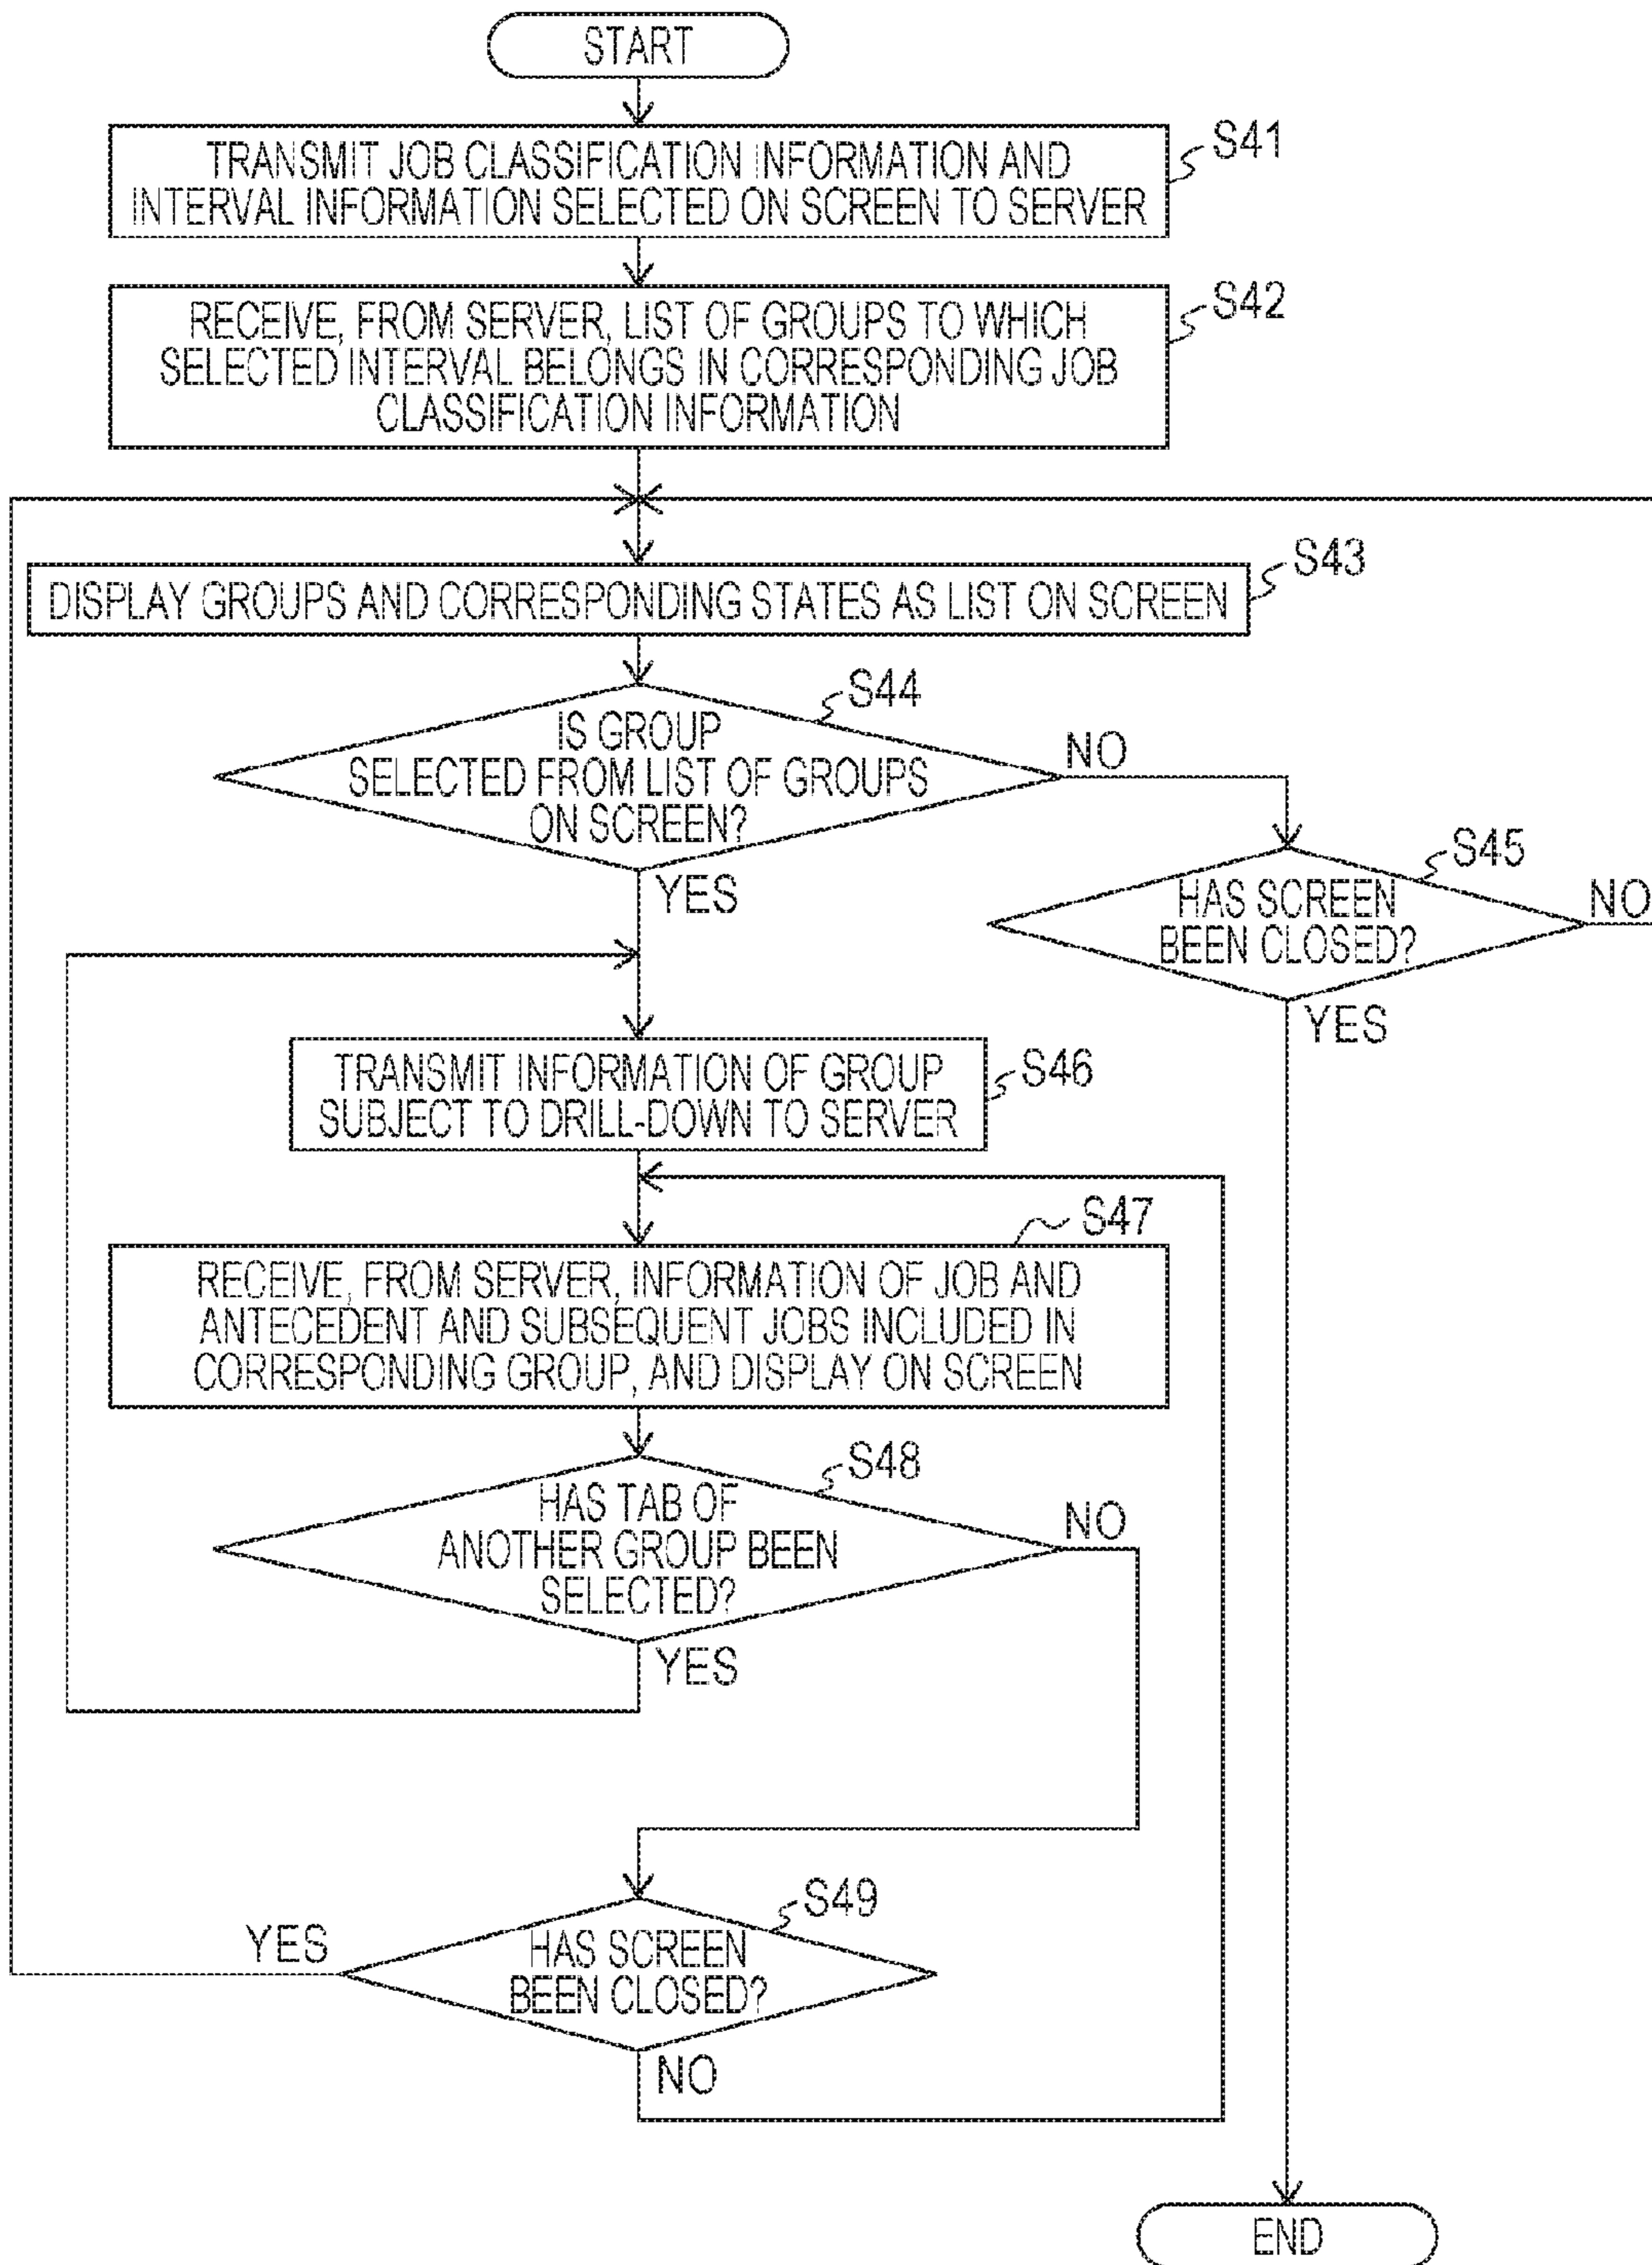 START
S41
TRANSMIT JOB CLASSIFICATION INFORMATION AND
INTERVAL INFORMATION SELECTED ON SCREEN TO SERVER
S42
RECEIVE, FROM SERVER, LIST OF GROUPS TO WHICH
SELECTED INTERVAL BELONGS IN CORRESPONDING JOB
CLASSIFICATION INFORMATION
S43
DISPLAY GROUPS AND CORRESPONDING STATES AS LIST ON SCREEN
S44
IS GROUP
SELECTED FROM LIST OF GROUPS
ON SCREEN?
NO
YES
S45
HAS SCREEN
BEEN CLOSED?
NO
YES
S46
TRANSMIT INFORMATION OF GROUP
SUBJECT TO DRILL-DOWN TO SERVER
S47
RECEIVE, FROM SERVER, INFORMATION OF JOB AND
ANTECEDENT AND SUBSEQUENT JOBS INCLUDED IN
CORRESPONDING GROUP, AND DISPLAY ON SCREEN
S48
HAS TAB OF
ANOTHER GROUP BEEN
SELECTED?
NO
YES
S49
HAS SCREEN
BEEN CLOSED?
YES
NO
END